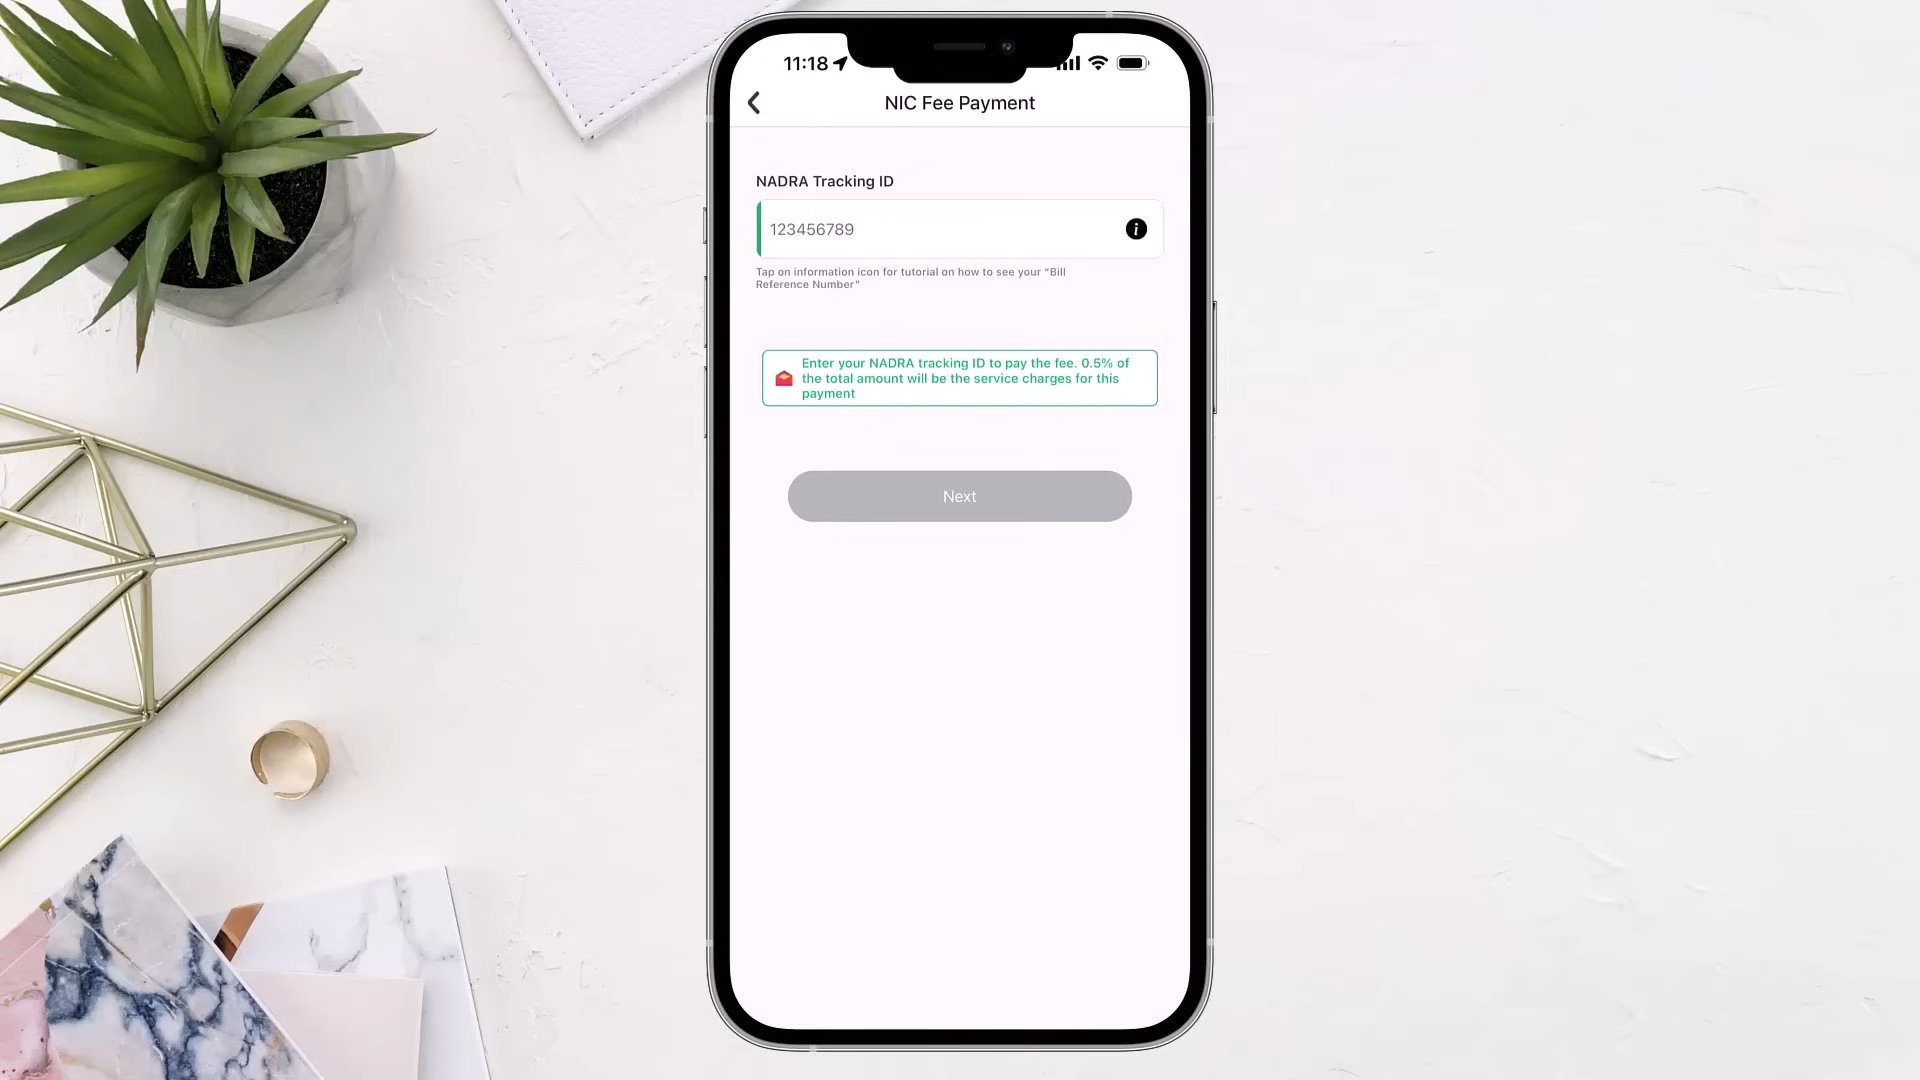 11:18
NIC Fee Payment
NADRA Tracking ID
123456789
Tap on information icon for tutorial on how to see your “Bill
Reference Number”
Enter your NADRA tracking ID to pay the fee. 0.5% of
the total amount will be the service charges for this
payment
Next